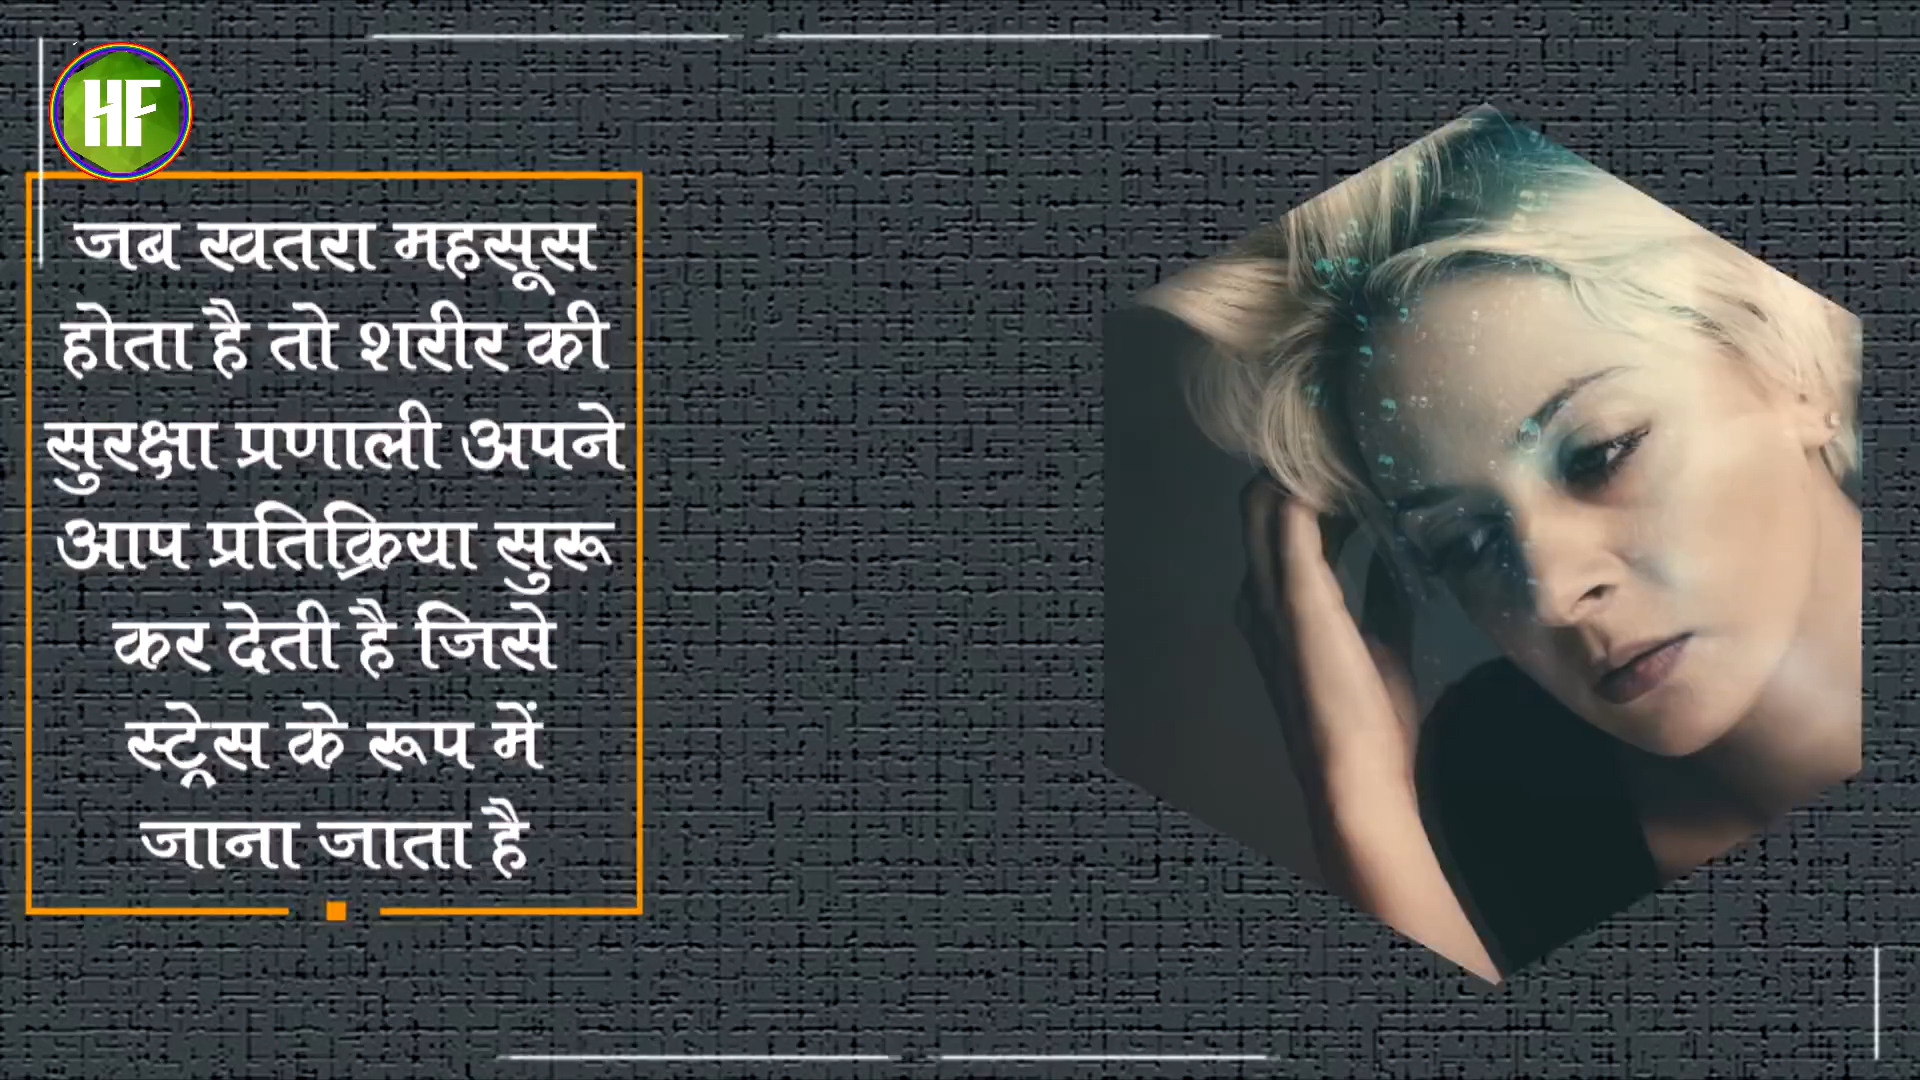 HF
जब खतरा महसूस
होता है तो शरीर की
सुरक्षा प्रणाली अपने
आप प्रतिक्रिया सुरू
कर देती है जिसे
स्ट्रेस के रूप में
जाना जाता है